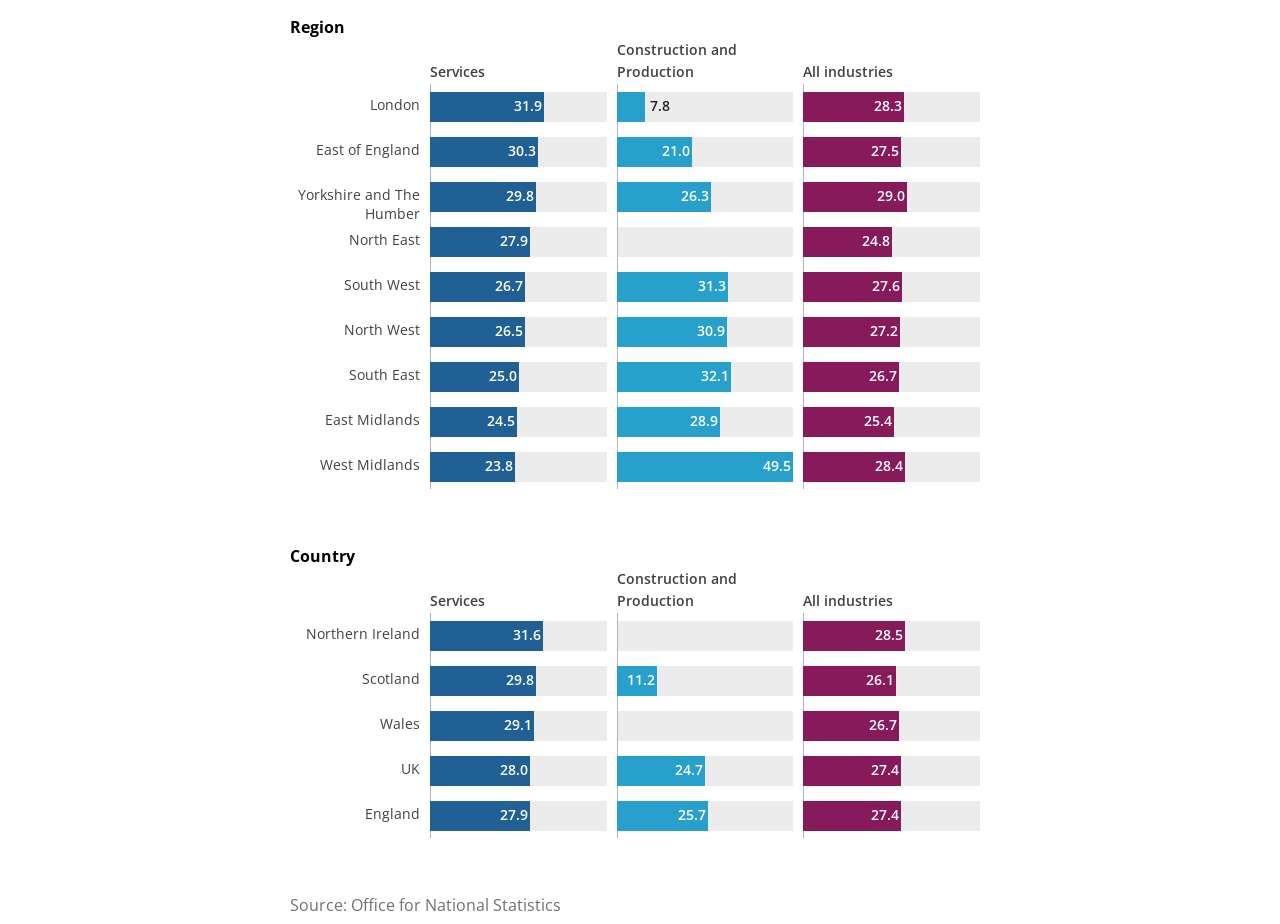 Region
Services
Construction and
Production
All industries
London 31.9 7.8 28.3
East of England 30.3 21.0 27.5
Yorkshire and The
Humber 29.8 26.3 29.0
North East 27.9 24.8
South West 26.7 31.3 27.6
North West 26.5 30.9 27.2
South East 25.0 32.1 26.7
East Midlands 24.5 28.9 25.4
West Midlands 23.8 49.5 28.4
Country
Services
Construction and
Production
All industries
Northern Ireland 31.6 28.5
Scotland 29.8 11.2 26.1
Wales 29.1 26.7
UK 28.0 24.7 27.4
England 27.9 25.7 27.4
Source: Office for National Statistics